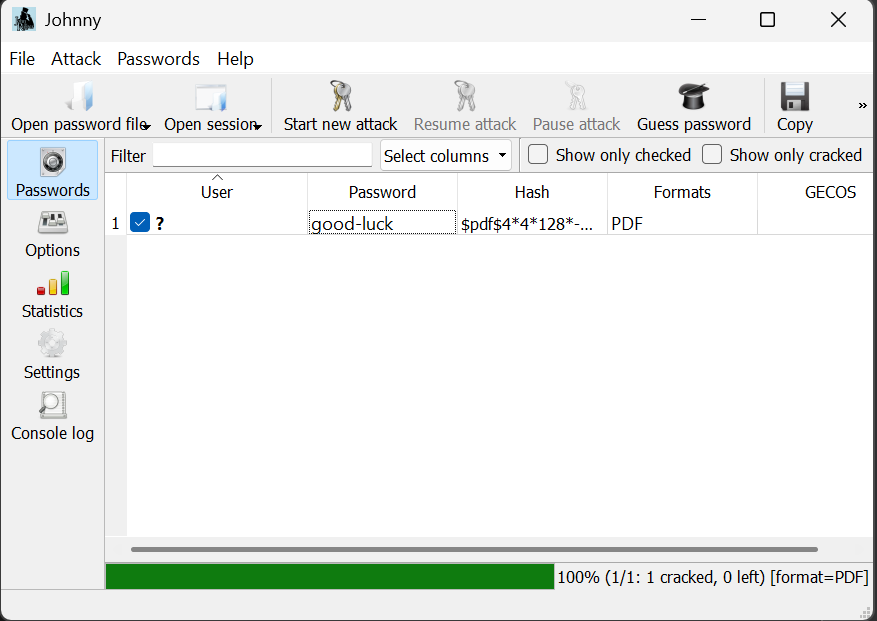 Johnny
File Attack Passwords Help
Open password file Open session Start new attack Resume attack Pause attack Guess password Copy »
Passwords
Options
Statistics
Settings
Console log
Filter Select columns Show only checked Show only cracked
User Password Hash Formats GECOS
1 ? good-luck $pdf$4*4*128*-... PDF
100% (1/1: 1 cracked, 0 left) [format=PDF]